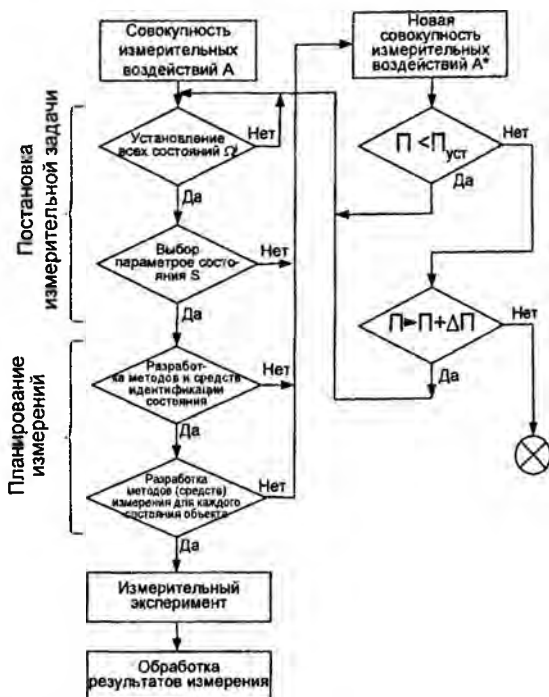 Совокупность
измерительных
воздействий А
Новая
совокупность
измерительных
воздействий А*
Постановка
измерительной задачи
Установление
всех состояний Ω
Нет
Да
П < Пуст
Нет
Да
Выбор
параметрое состо-
яния S
Нет
Да
П►П+ΔП
Нет
Да
Планирование
измерений
Разработ-
ка методов и средств
идентификации
состояния
Нет
Да
Разработка
методов (средств)
измерения для каждого
состояния объекта
Нет
Да
Измерительный
эксперимент
Обработка
результатов измерения